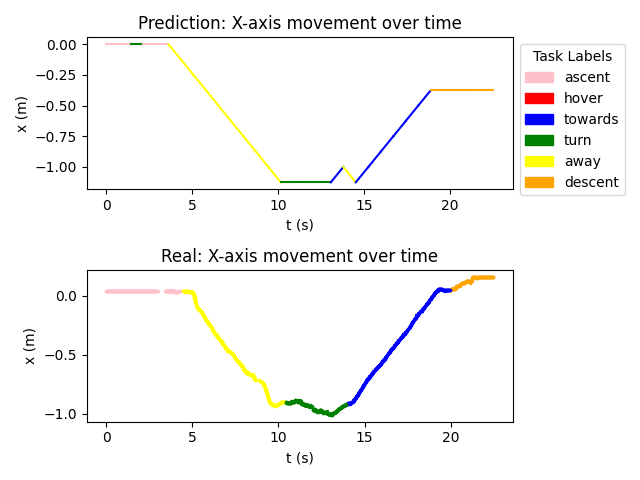 Prediction: X-axis movement over time
0.00
−0.25
−0.50
−0.75
−1.00
x (m)
0 5 10 15 20
t (s)
Task Labels
ascent
hover
towards
turn
away
descent
Real: X-axis movement over time
0.0
−0.5
−1.0
x (m)
0 5 10 15 20
t (s)